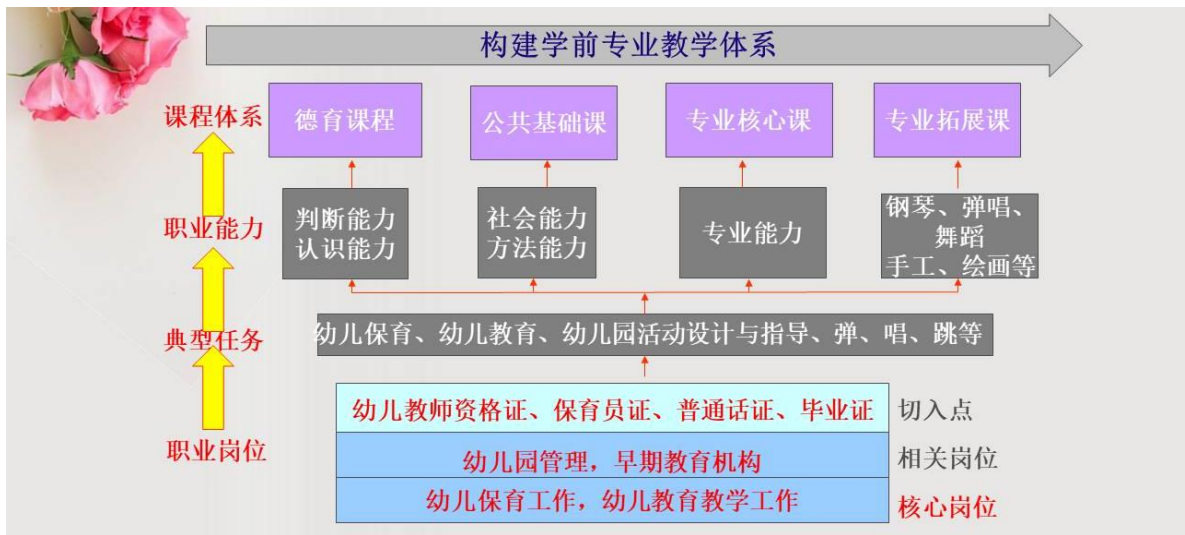 构建学前专业教学体系
课程体系
德育课程
公共基础课
专业核心课
专业拓展课
职业能力
判断能力
认识能力
社会能力
方法能力
专业能力
钢琴、弹唱、
舞蹈
手工、绘画等
典型任务
幼儿保育、幼儿教育、幼儿园活动设计与指导、弹、唱、跳等
职业岗位
幼儿教师资格证、保育员证、普通话证、毕业证
切入点
幼儿园管理，早期教育机构
相关岗位
幼儿保育工作，幼儿教育教学工作
核心岗位